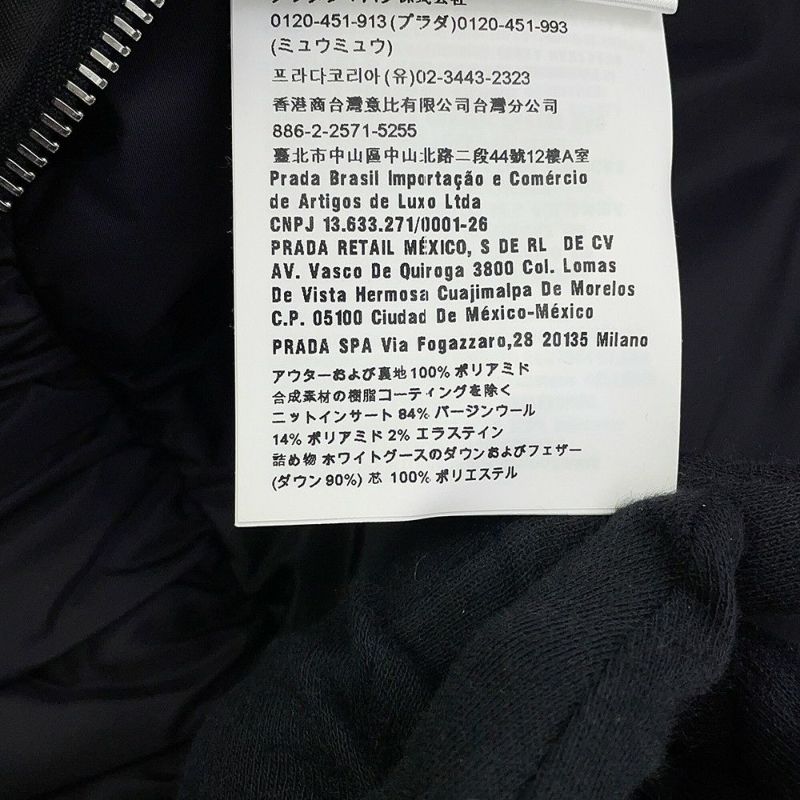 0120-451-913(プラダ)0120-451-993
(ミュウミュウ)
프라다코리아(유)02-3443-2323
香港商台灣意比有限公司台灣分公司
886-2-2571-5255
臺北市中山區中山北路二段44號12樓A室
Prada Brasil Importação e Comércio
de Artigos de Luxo Ltda
CNPJ 13.633.271/0001-26
PRADA RETAIL MÉXICO, S DE RL DE CV
AV. Vasco De Quiroga 3800 Col. Lomas
De Vista Hermosa Cuajimalpa De Morelos
C.P. 05100 Ciudad De México-México
PRADA SPA Via Fogazzaro,28 20135 Milano
アウターおよび裏地100% ポリアミド
合成素材の樹脂コーティングを除く
ニットインサート 84% バージンウール
14% ポリアミド 2% エラステイン
詰め物 ホワイトグースのダウンおよびフェザー
(ダウン 90%) 芯 100% ポリエステル